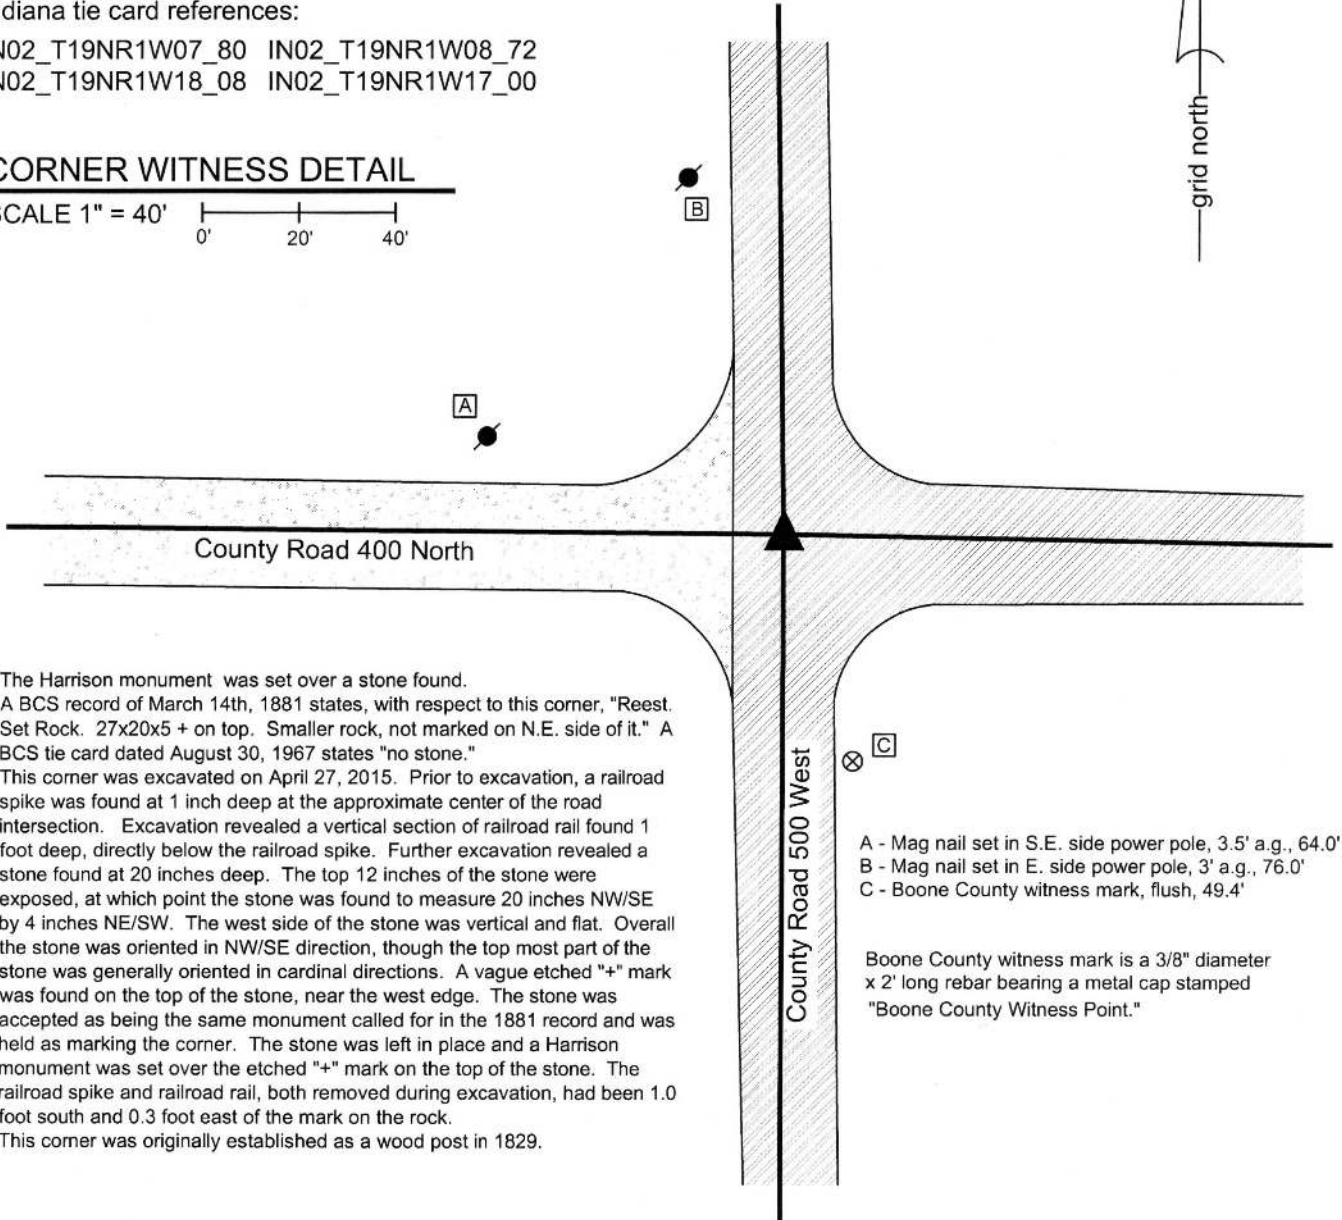 diana tie card references:
N02_T19NR1W07_80 IN02_T19NR1W08_72
N02_T19NR1W18_08 IN02_T19NR1W17_00
CORNER WITNESS DETAIL
SCALE 1" = 40'
0' 20' 40'
grid north
B
A
County Road 400 North
C
County Road 500 West
The Harrison monument was set over a stone found.
A BCS record of March 14th, 1881 states, with respect to this corner, "Reest.
Set Rock. 27x20x5 + on top. Smaller rock, not marked on N.E. side of it." A
BCS tie card dated August 30, 1967 states "no stone."
This corner was excavated on April 27, 2015. Prior to excavation, a railroad
spike was found at 1 inch deep at the approximate center of the road
intersection. Excavation revealed a vertical section of railroad rail found 1
foot deep, directly below the railroad spike. Further excavation revealed a
stone found at 20 inches deep. The top 12 inches of the stone were
exposed, at which point the stone was found to measure 20 inches NW/SE
by 4 inches NE/SW. The west side of the stone was vertical and flat. Overall
the stone was oriented in NW/SE direction, though the top most part of the
stone was generally oriented in cardinal directions. A vague etched "+" mark
was found on the top of the stone, near the west edge. The stone was
accepted as being the same monument called for in the 1881 record and was
held as marking the corner. The stone was left in place and a Harrison
monument was set over the etched "+" mark on the top of the stone. The
railroad spike and railroad rail, both removed during excavation, had been 1.0
foot south and 0.3 foot east of the mark on the rock.
This corner was originally established as a wood post in 1829.
A - Mag nail set in S.E. side power pole, 3.5' a.g., 64.0'
B - Mag nail set in E. side power pole, 3' a.g., 76.0'
C - Boone County witness mark, flush, 49.4'
Boone County witness mark is a 3/8" diameter
x 2' long rebar bearing a metal cap stamped
"Boone County Witness Point."